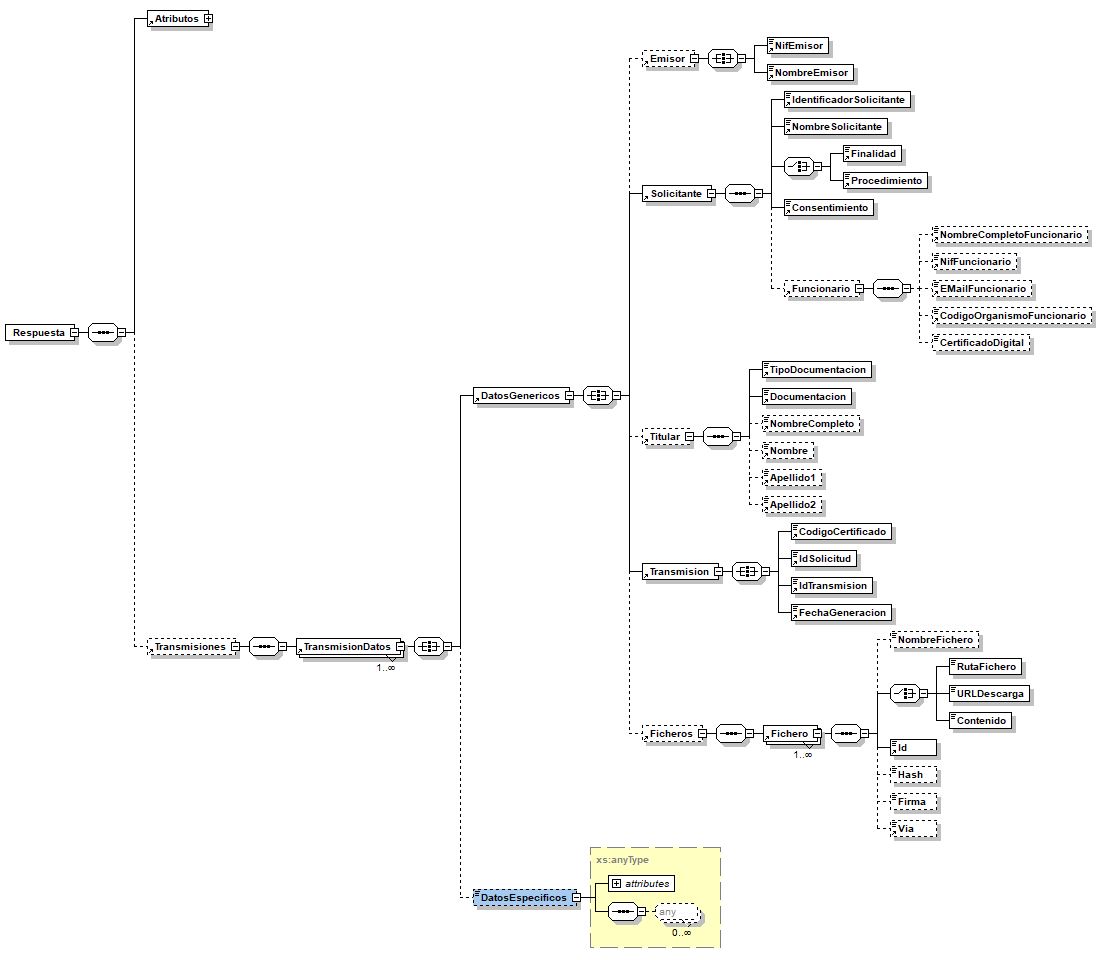 Atributos
Emisor
NifEmisor
NombreEmisor
IdentificadorSolicitante
NombreSolicitante
Finalidad
Procedimiento
Solicitante
Consentimiento
NombreCompletoFuncionario
NifFuncionario
Funcionario
EMailFuncionario
CodigoOrganismoFuncionario
CertificadoDigital
Respuesta
TipoDocumentacion
DatosGenericos
Documentacion
NombreCompleto
Titular
Nombre
Apellido1
Apellido2
CodigoCertificado
IdSolicitud
Transmision
IdTransmision
FechaGeneracion
Transmisiones
TransmisionDatos
1..∞
NombreFichero
RutaFichero
URLDescarga
Contenido
Ficheros
Fichero
1..∞
Id
Hash
Firma
Via
xs:anyType
attributes
DatosEspecificos
any
0..∞